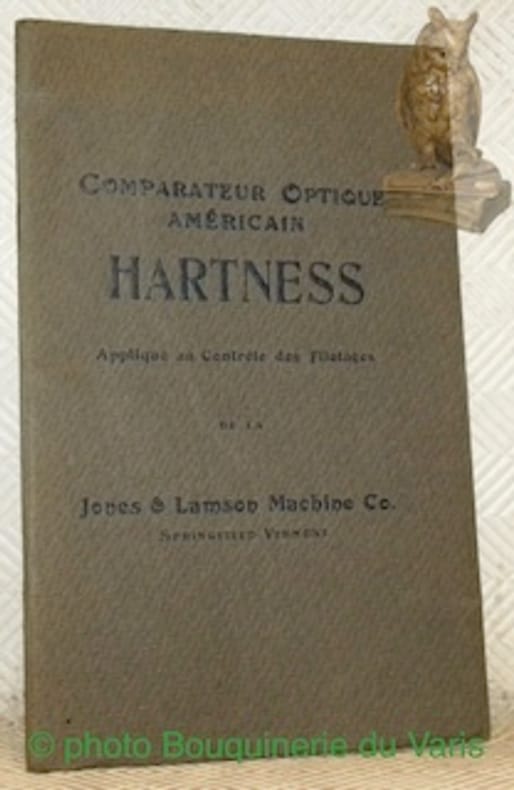 COMPARATEUR OPTIQUE
AMÉRICAIN
HARTNESS
Appliqué au Contrôle des Filetages
DE LA
Jones & Lamson Machine Co.
SPRINGFIELD VERMONT
© photo Bouquinerie du Varis